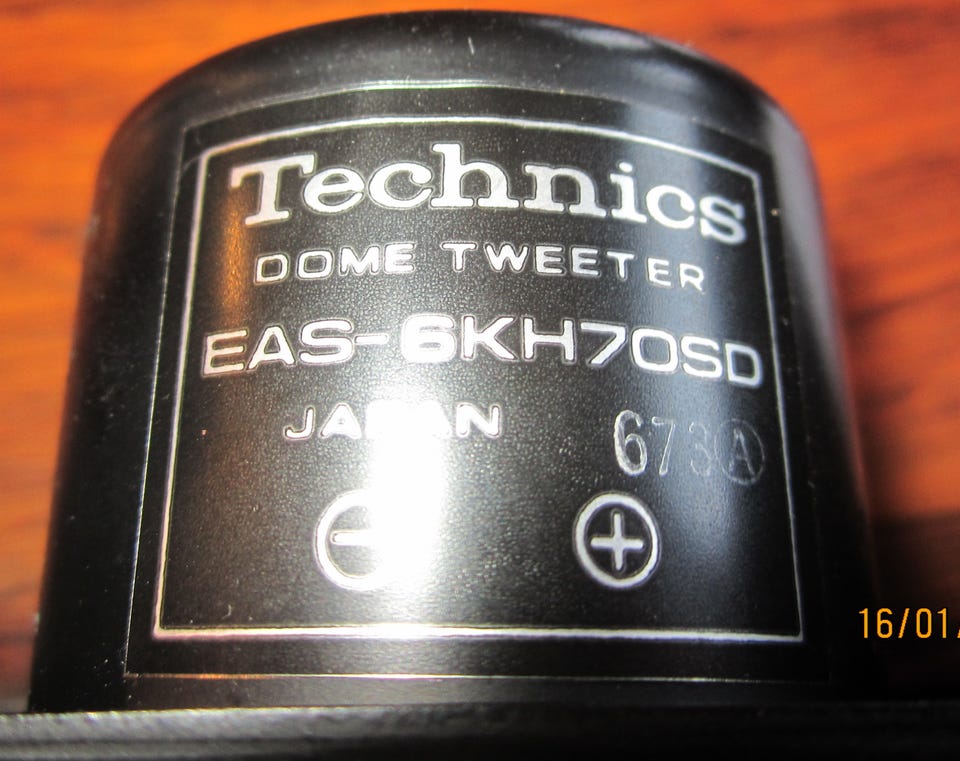 Technics
DOME TWEETER
EAS-6KH70SD
JAPAN
673Ⓐ
⊖ ⊕
16/01/